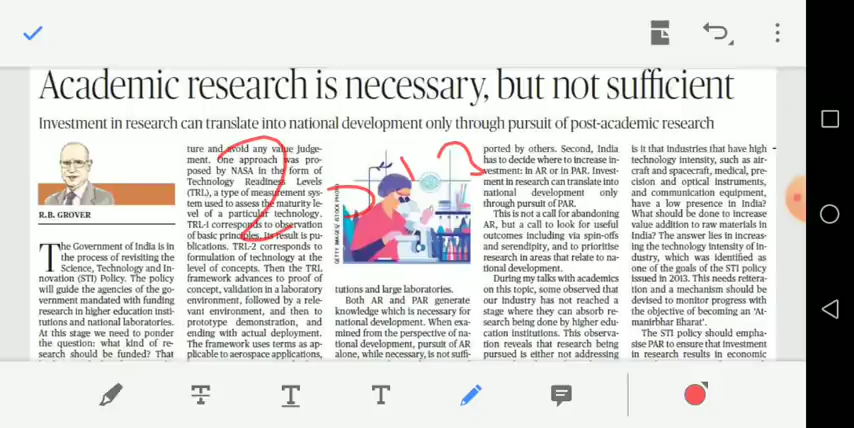 Academic research is necessary, but not sufficient
Investment in research can translate into national development only through pursuit of post-academic research
R.B. GROVER
The Government of India is in
the process of revisiting the
Science, Technology and In-
novation (STI) Policy. The policy
will guide the agencies of the go-
vernment mandated with funding
research in higher education insti-
tutions and national laboratories.
At this stage we need to ponder
the question: what kind of re-
search should be funded? That
ture and avoid any value judge-
ment. One approach was pro-
posed by NASA in the form of
Technology Readiness Levels
(TRL), a type of measurement sys-
tem used to assess the maturity le-
vel of a particular technology.
TRL-1 corresponds to observation
of basic principles. Its result is pu-
blications. TRL-2 corresponds to
formulation of technology at the
level of concepts. Then the TRL
framework advances to proof of
concept, validation in a laboratory
environment, followed by a rele-
vant environment, and then to
prototype demonstration, and
ending with actual deployment.
The framework uses terms as ap-
plicable to aerospace applications,
GETTY IMAGES/ISTOCK PHOTO
tutions and large laboratories.
Both AR and PAR generate
knowledge which is necessary for
national development. When exa-
mined from the perspective of na-
tional development, pursuit of AR
alone, while necessary, is not suffi-
ported by others. Second, India
has to decide where to increase in-
vestment: In AR or in PAR. Invest-
ment in research can translate into
national development only
through pursuit of PAR.
This is not a call for abandoning
AR, but a call to look for useful
outcomes including via spin-offs
and serendipity, and to prioritise
research in areas that relate to na-
tional development.
During my talks with academics
on this topic, some observed that
our industry has not reached a
stage where they can absorb re-
search being done by higher edu-
cation institutions. This observa-
tion reveals that research being
pursued is either not addressing
is it that industries that have high
technology intensity, such as air-
craft and spacecraft, medical, pre-
cision and optical instruments,
and communication equipment,
have a low presence in India?
What should be done to increase
value addition to raw materials in
India? The answer lies in increas-
ing the technology intensity of in-
dustry, which was identified as
one of the goals of the STI policy
issued in 2013. This needs reitera-
tion and a mechanism should be
devised to monitor progress with
the objective of becoming an 'At-
manirbhar Bharat'.
The STI policy should empha-
sise PAR to ensure that investment
in research results in economic